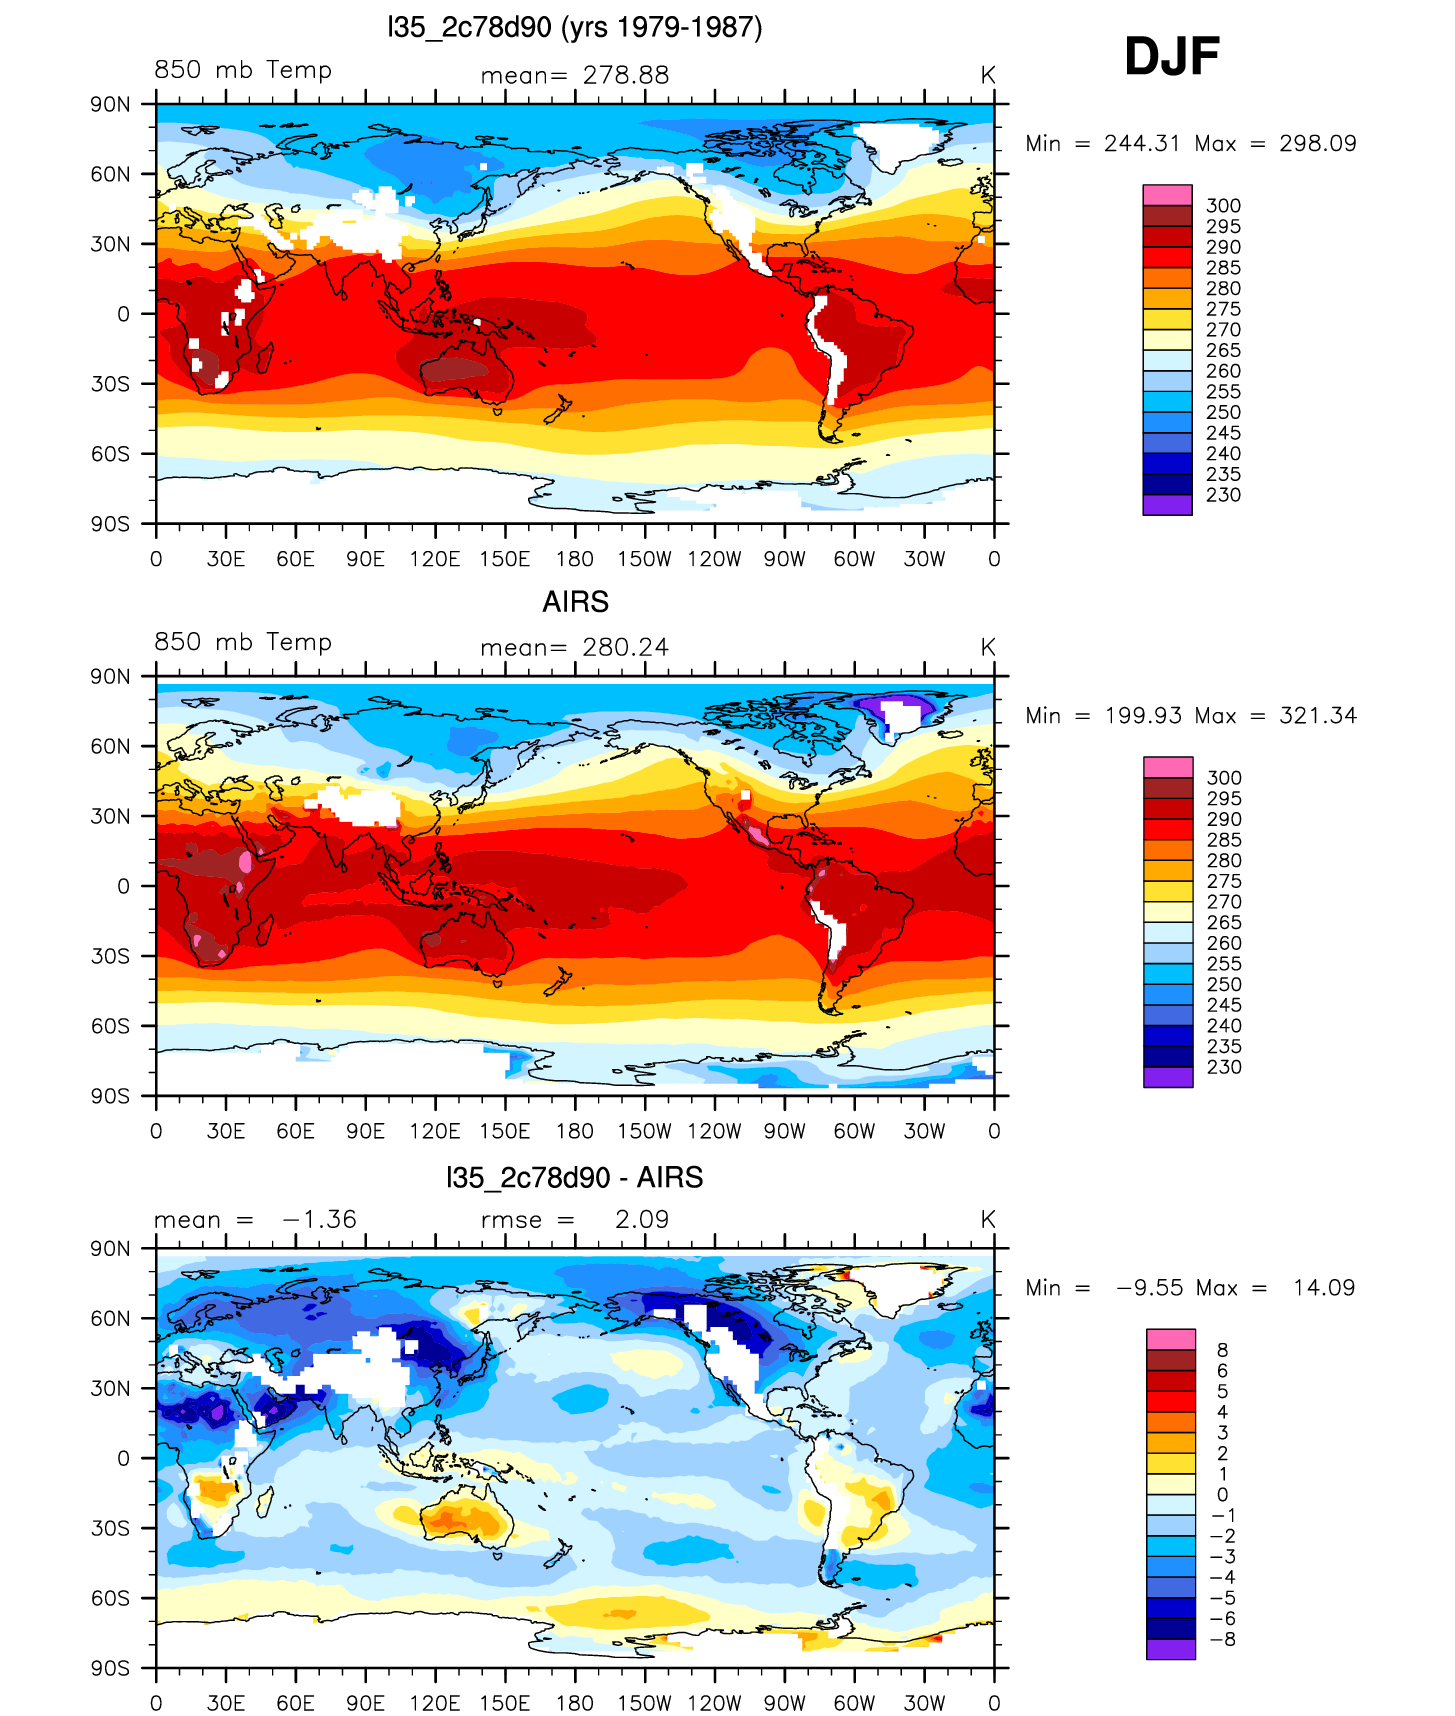 l35_2c78d90 (yrs 1979-1987)
DJF
850 mb Temp mean= 278.88 K
Min = 244.31 Max = 298.09
90N
60N
30N
0
30S
60S
90S
0 30E 60E 90E 120E 150E 180 150W 120W 90W 60W 30W 0
300
295
290
285
280
275
270
265
260
255
250
245
240
235
230
AIRS
850 mb Temp mean= 280.24 K
Min = 199.93 Max = 321.34
90N
60N
30N
0
30S
60S
90S
0 30E 60E 90E 120E 150E 180 150W 120W 90W 60W 30W 0
300
295
290
285
280
275
270
265
260
255
250
245
240
235
230
l35_2c78d90 - AIRS
mean = −1.36 rmse = 2.09 K
Min = −9.55 Max = 14.09
90N
60N
30N
0
30S
60S
90S
0 30E 60E 90E 120E 150E 180 150W 120W 90W 60W 30W 0
8
6
5
4
3
2
1
0
−1
−2
−3
−4
−5
−6
−8